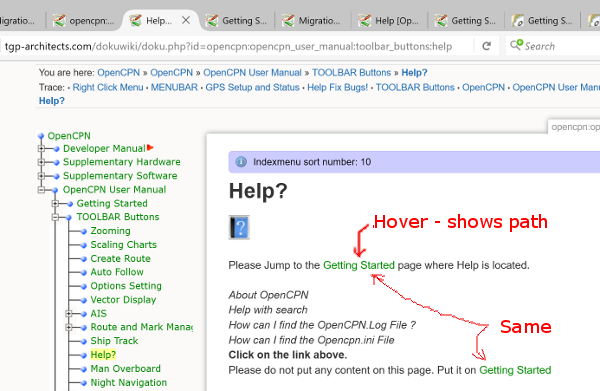 Migratio...
opencpn:...
Help...
Getting S...
Migratio...
Help [Op...
Getting S...
Getting S...
tgp-architects.com/dokuwiki/doku.php?id=opencpn:opencpn_user_manual:toolbar_buttons:help
Search
You are here: OpenCPN » OpenCPN » OpenCPN User Manual » TOOLBAR Buttons » Help?
Trace: • Right Click Menu • MENUBAR • GPS Setup and Status • Help Fix Bugs! • TOOLBAR Buttons • OpenCPN • OpenCPN User Manu
Help?
opencpn:op
OpenCPN
Developer Manual
Supplementary Hardware
Supplementary Software
OpenCPN User Manual
Getting Started
TOOLBAR Buttons
Zooming
Scaling Charts
Create Route
Auto Follow
Options Setting
Vector Display
AIS
Route and Mark Manag
Ship Track
Help?
Man Overboard
Night Navigation
Indexmenu sort number: 10
Help?
?
Hover - shows path
Please Jump to the Getting Started page where Help is located.
About OpenCPN
Help with search
How can I find the OpenCPN.Log File ?
How can I find the Opencpn.ini File
Same
Click on the link above.
Please do not put any content on this page. Put it on Getting Started